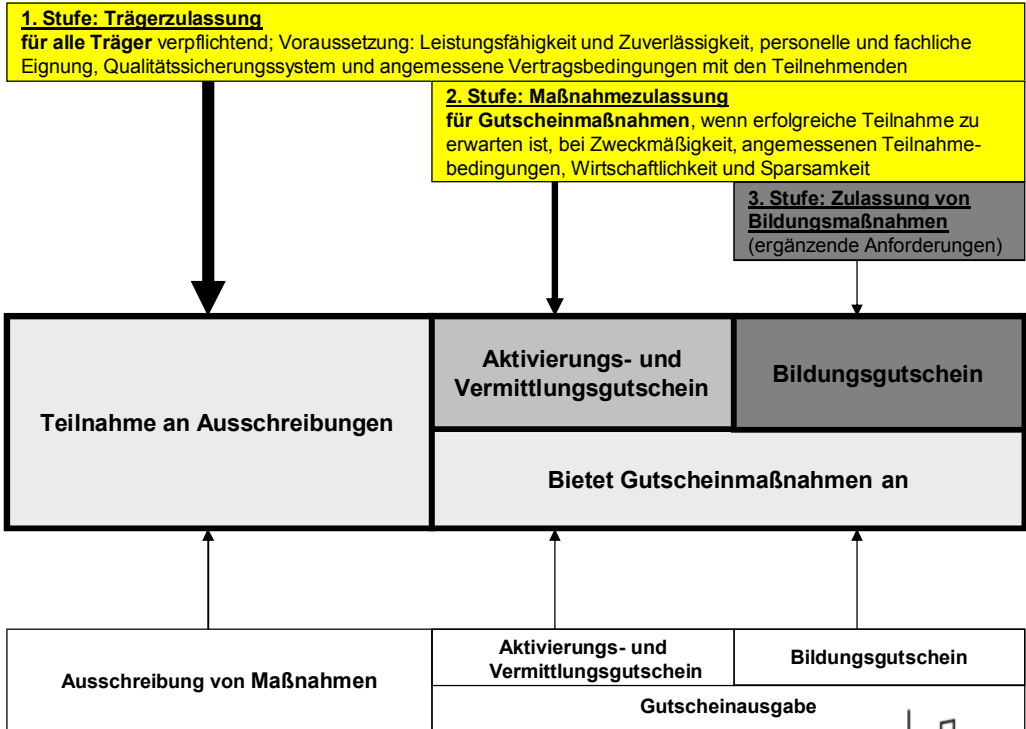 1. Stufe: Trägerzulassung
für alle Träger verpflichtend; Voraussetzung: Leistungsfähigkeit und Zuverlässigkeit, personelle und fachliche
Eignung, Qualitätssicherungssystem und angemessene Vertragsbedingungen mit den Teilnehmenden
2. Stufe: Maßnahmezulassung
für Gutscheinmaßnahmen, wenn erfolgreiche Teilnahme zu
erwarten ist, bei Zweckmäßigkeit, angemessenen Teilnahme-
bedingungen, Wirtschaftlichkeit und Sparsamkeit
3. Stufe: Zulassung von
Bildungsmaßnahmen
(ergänzende Anforderungen)
Teilnahme an Ausschreibungen
Aktivierungs- und
Vermittlungsgutschein
Bildungsgutschein
Bietet Gutscheinmaßnahmen an
Ausschreibung von Maßnahmen
Aktivierungs- und
Vermittlungsgutschein
Bildungsgutschein
Gutscheinausgabe